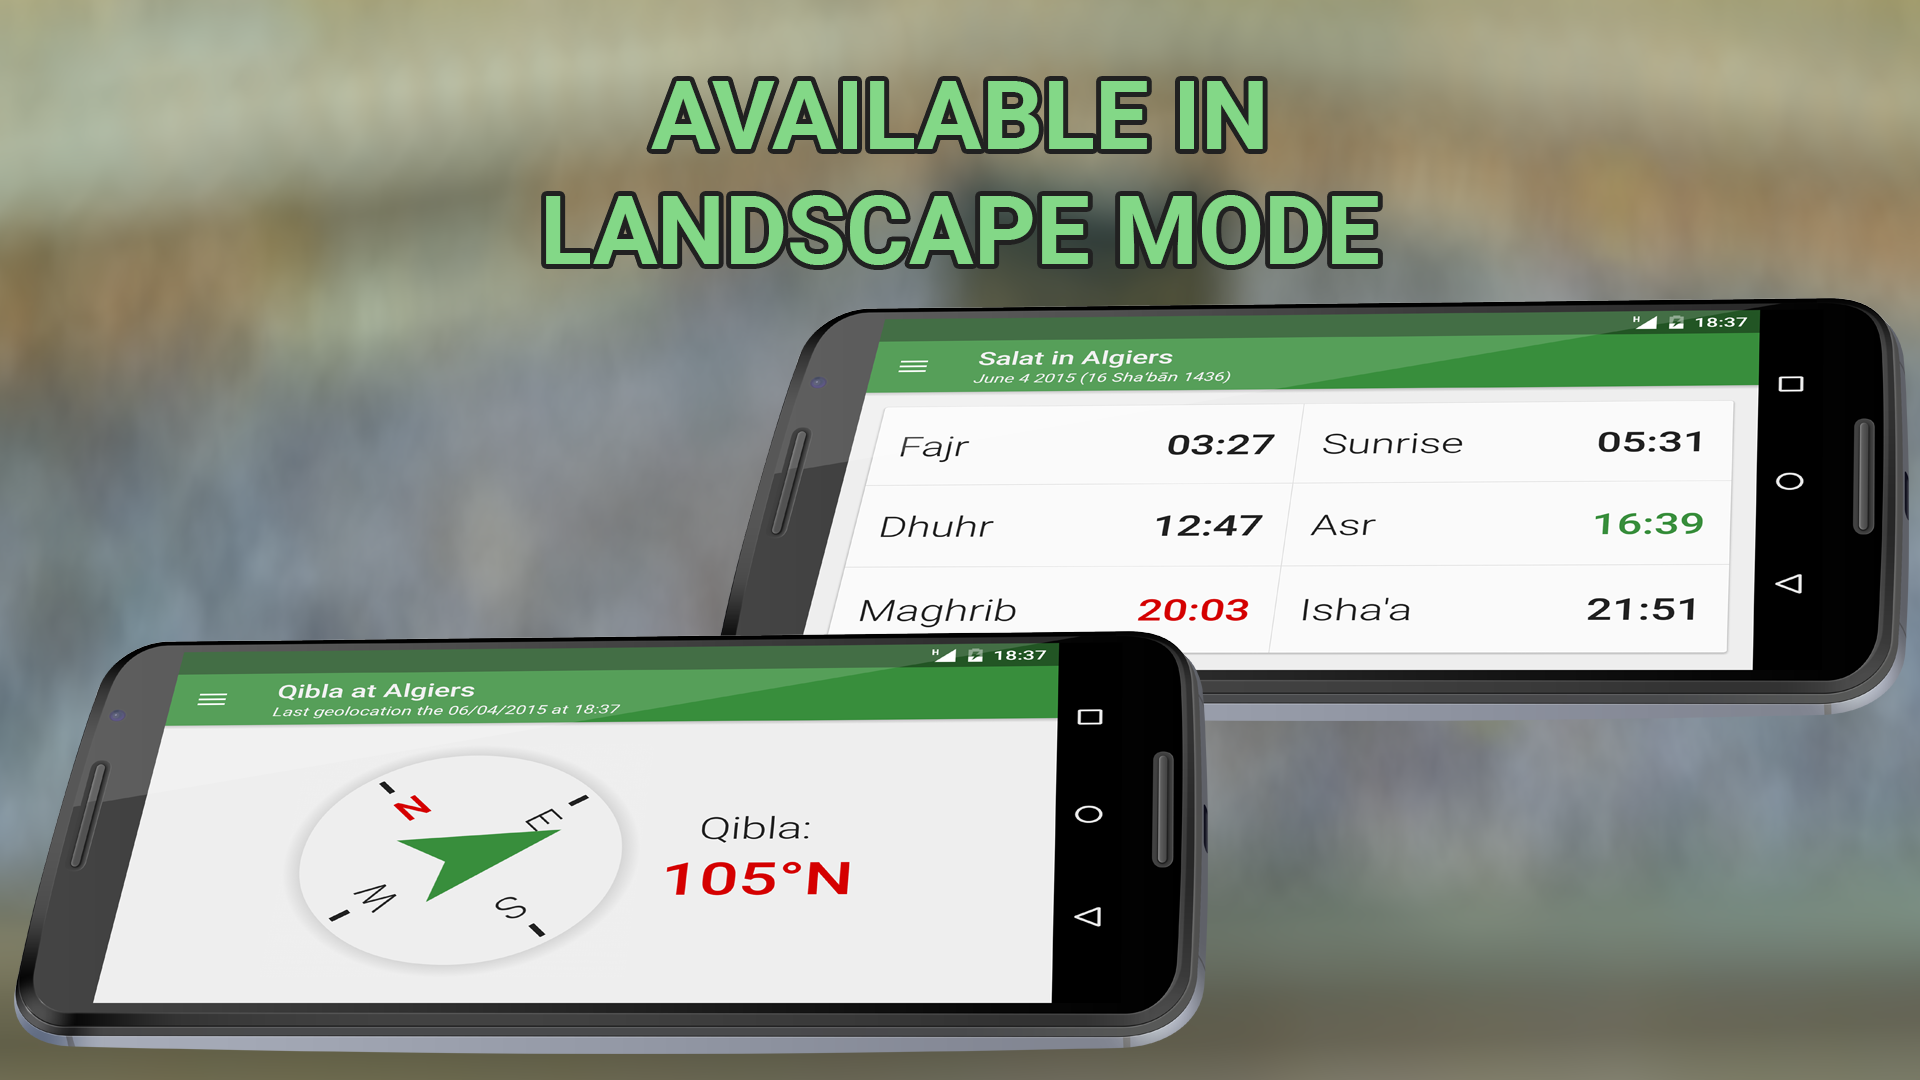 AVAILABLE IN
LANDSCAPE MODE
H 18:37
Salat in Algiers
June 4 2015 (16 Sha'bān 1436)
Fajr 03:27 Sunrise 05:31
Dhuhr 12:47 Asr 16:39
Maghrib 20:03 Isha'a 21:51
H 18:37
Qibla at Algiers
Last geolocation the 06/04/2015 at 18:37
N E
W S
Qibla:
105°N